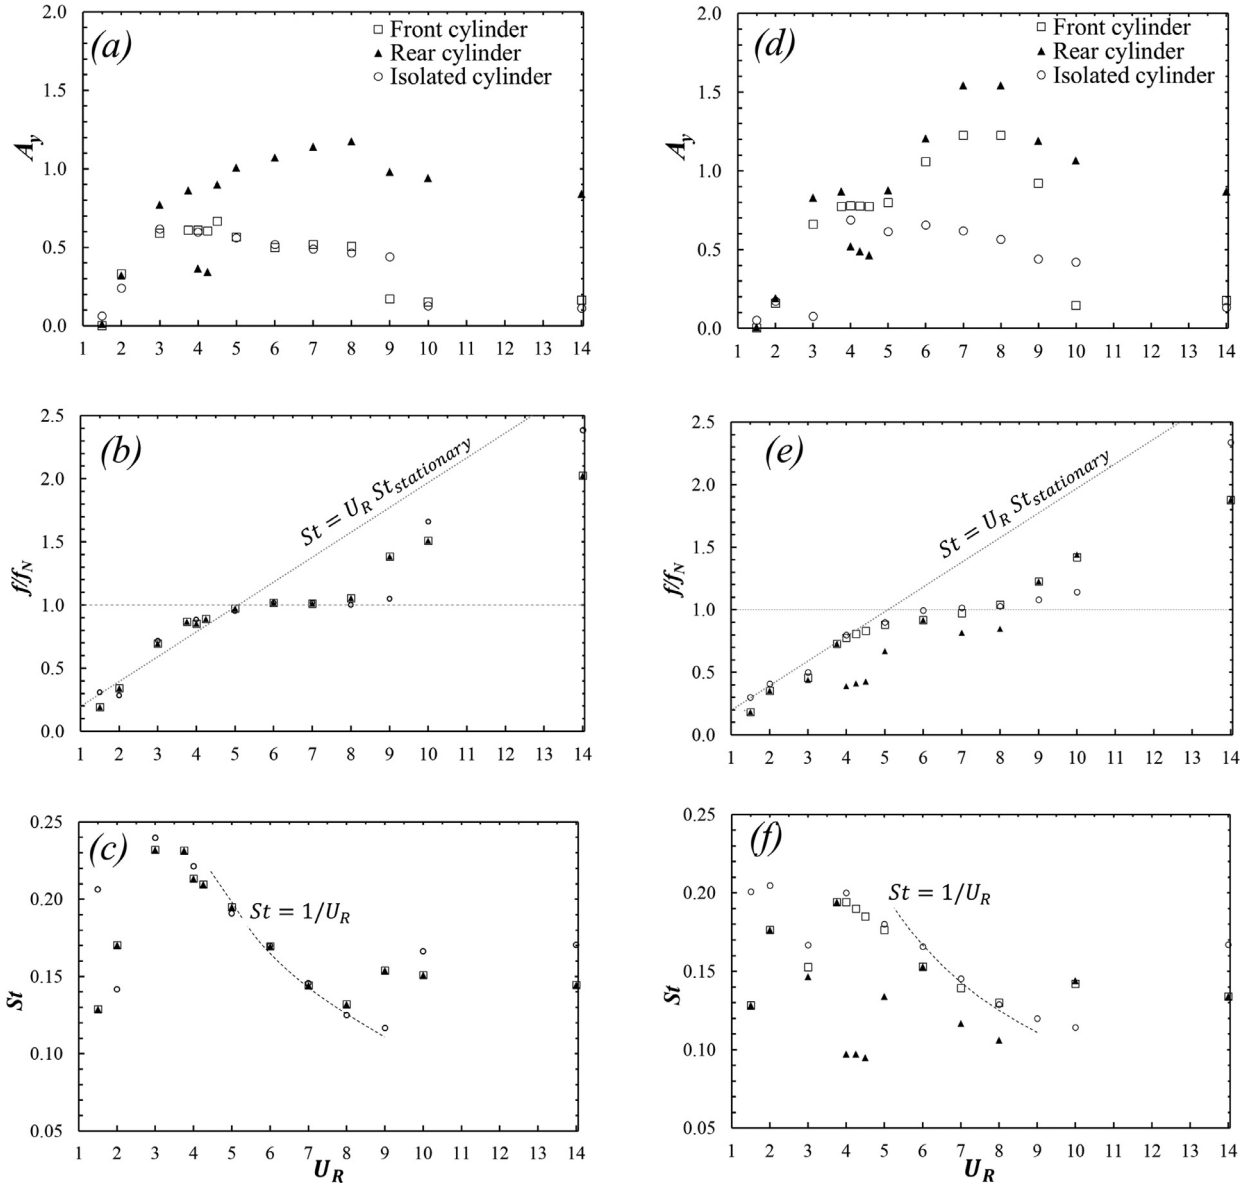 (a)
Front cylinder
Rear cylinder
Isolated cylinder
A_y
2.0
1.5
1.0
0.5
0.0
1 2 3 4 5 6 7 8 9 10 11 12 13 14
(d)
Front cylinder
Rear cylinder
Isolated cylinder
A_y
2.0
1.5
1.0
0.5
0.0
1 2 3 4 5 6 7 8 9 10 11 12 13 14
(b)
St = U_R St_stationary
f/f_N
2.5
2.0
1.5
1.0
0.5
0.0
1 2 3 4 5 6 7 8 9 10 11 12 13 14
(e)
St = U_R St_stationary
f/f_N
2.5
2.0
1.5
1.0
0.5
0.0
1 2 3 4 5 6 7 8 9 10 11 12 13 14
(c)
St = 1/U_R
St
0.25
0.20
0.15
0.10
0.05
1 2 3 4 5 6 7 8 9 10 11 12 13 14
U_R
(f)
St = 1/U_R
St
0.25
0.20
0.15
0.10
0.05
1 2 3 4 5 6 7 8 9 10 11 12 13 14
U_R